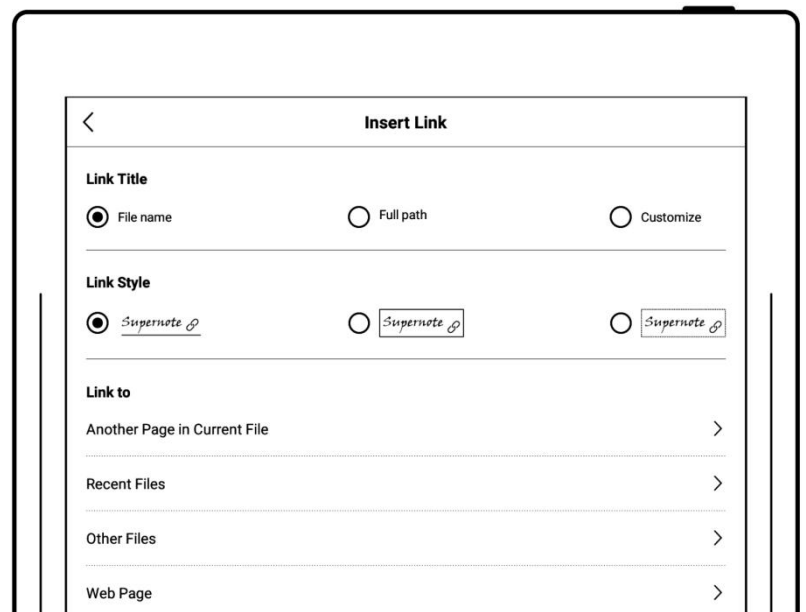 Insert Link
Link Title
File name Full path Customize
Link Style
Supernote Supernote Supernote
Link to
Another Page in Current File
Recent Files
Other Files
Web Page